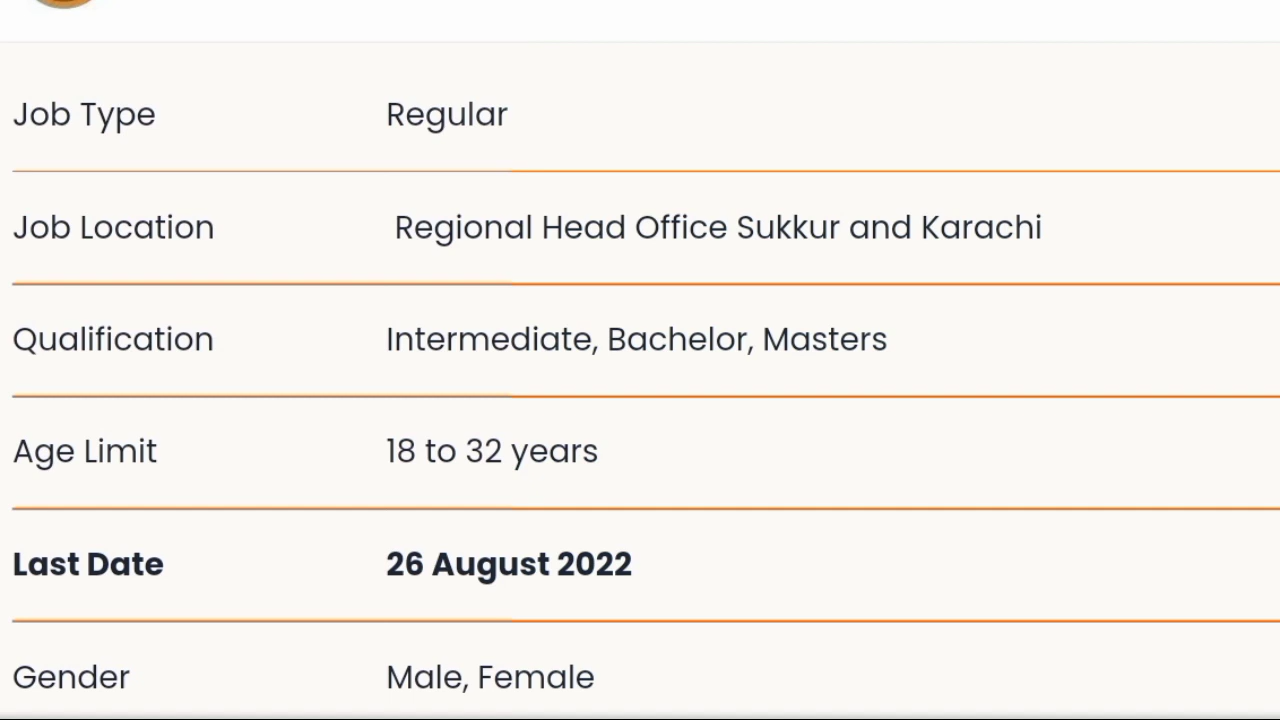 Job Type Regular
Job Location Regional Head Office Sukkur and Karachi
Qualification Intermediate, Bachelor, Masters
Age Limit 18 to 32 years
Last Date 26 August 2022
Gender Male, Female